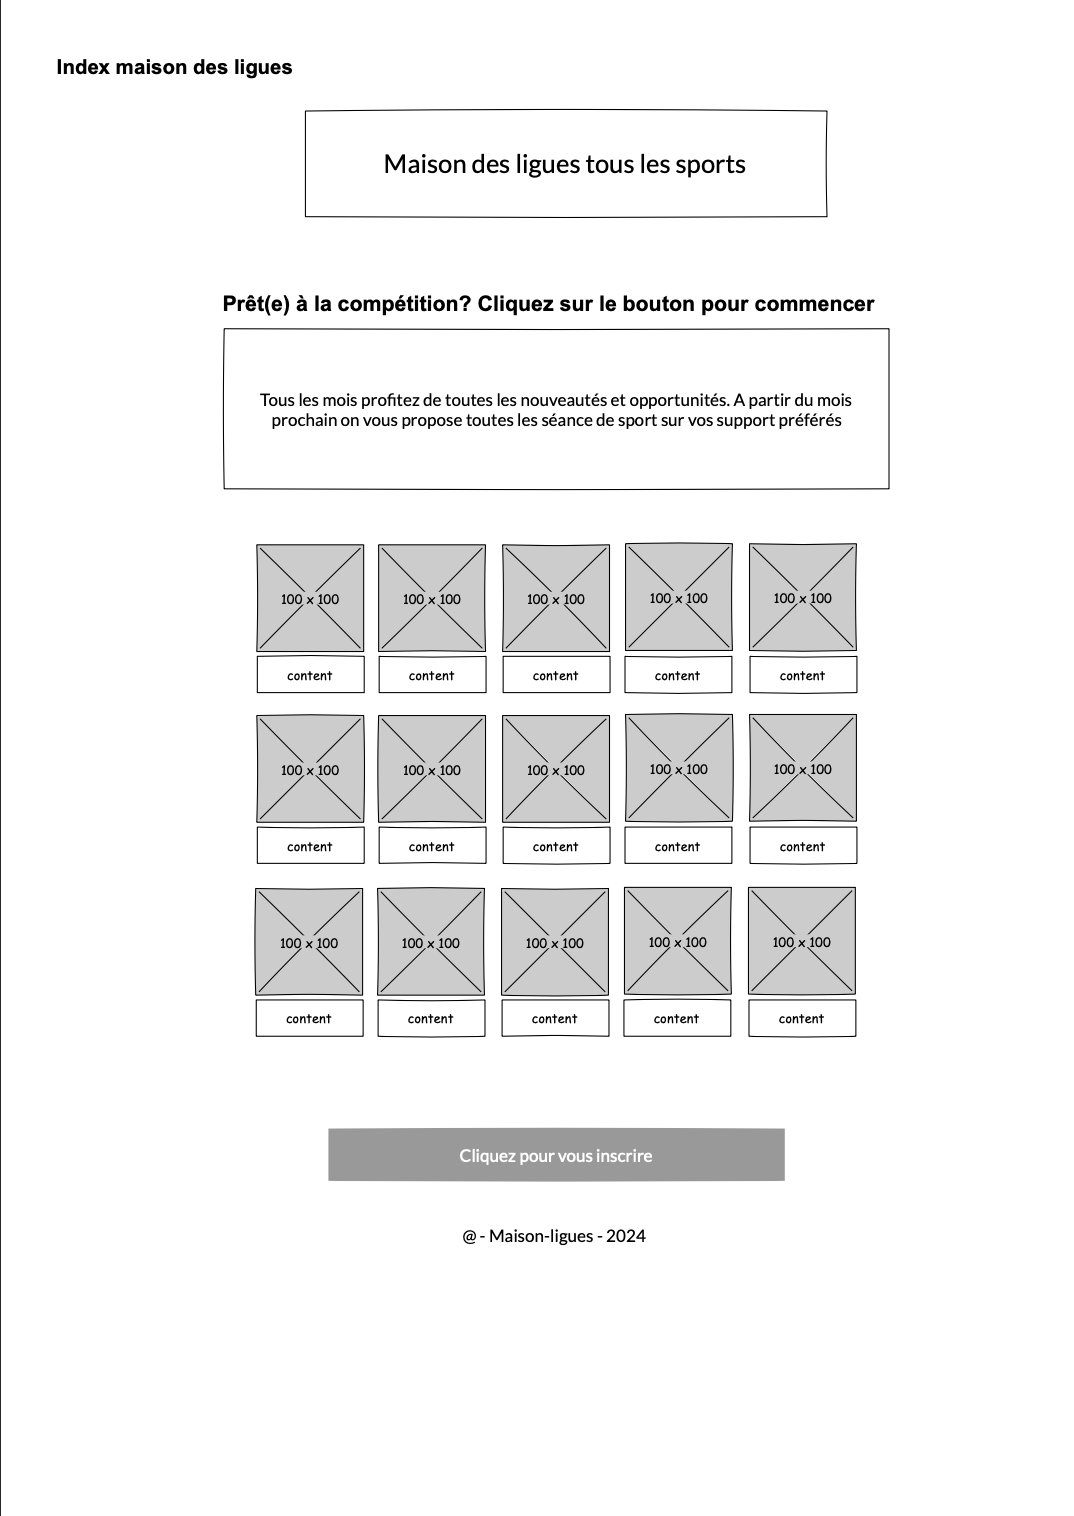 Index maison des ligues
Maison des ligues tous les sports
Prêt(e) à la compétition? Cliquez sur le bouton pour commencer
Tous les mois profitez de toutes les nouveautés et opportunités. A partir du mois
prochain on vous propose toutes les séance de sport sur vos support préférés
100 x 100 100 x 100 100 x 100 100 x 100 100 x 100
content content content content content
100 x 100 100 x 100 100 x 100 100 x 100 100 x 100
content content content content content
100 x 100 100 x 100 100 x 100 100 x 100 100 x 100
content content content content content
Cliquez pour vous inscrire
@ - Maison-ligues - 2024